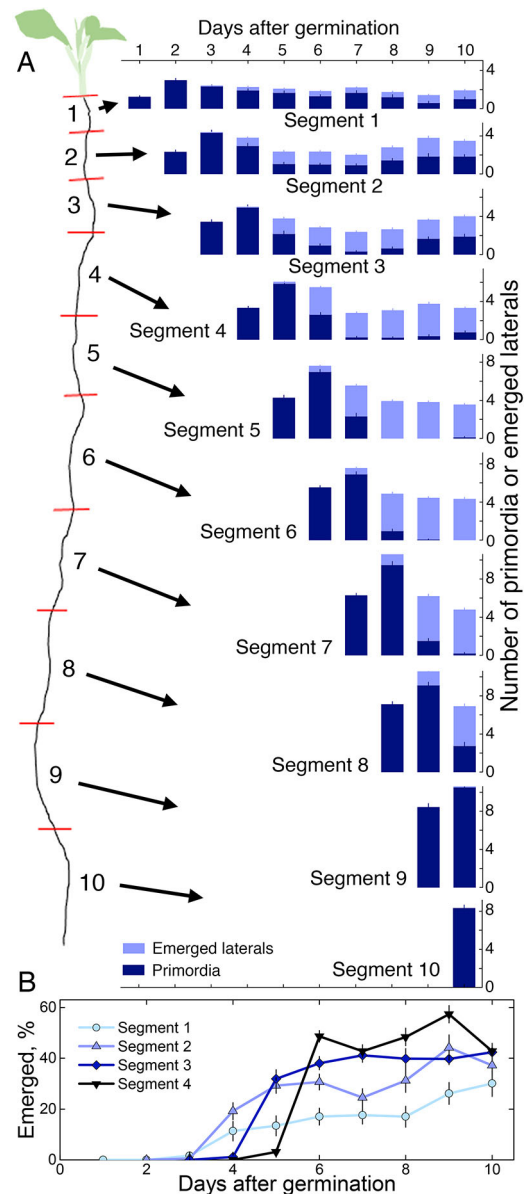 Days after germination
A
1 2 3 4 5 6 7 8 9 10
4
0
1
Segment 1
4
0
2
Segment 2
4
0
3
Segment 3
4
0
4
Segment 4
8
4
0
5
Segment 5
8
4
0
6
Segment 6
8
4
0
7
Segment 7
8
4
0
8
Segment 8
8
4
0
9
Segment 9
8
4
0
10
Segment 10
Number of primordia or emerged laterals
Emerged laterals
Primordia
B
60
40
20
0
Emerged, %
Segment 1
Segment 2
Segment 3
Segment 4
0 2 4 6 8 10
Days after germination